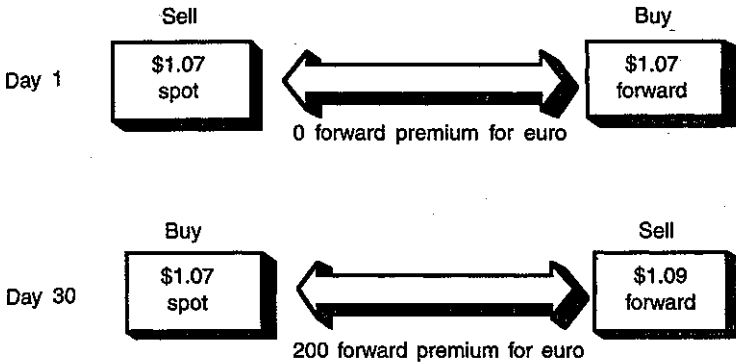 Sell
Buy
Day 1
$1.07
spot
$1.07
forward
0 forward premium for euro
Buy
Sell
Day 30
$1.07
spot
$1.09
forward
200 forward premium for euro